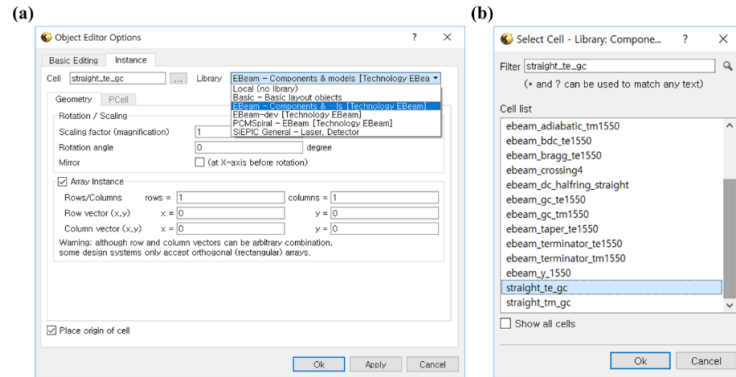 (a)
Object Editor Options
Basic Editing Instance
Cell straight_te_gc ... Library EBeam - Components & models [Technology EBea
Local (no library)
Basic - Basic layout objects
EBeam - Components & ...ls [Technology EBeam]
EBeam-dev [Technology EBeam]
PCMSpiral - EBeam [Technology EBeam]
SiEPIC General - Laser, Detector
Geometry PCell
Rotation / Scaling
Scaling factor (magnification) 1
Rotation angle 0 degree
Mirror (at X-axis before rotation)
Array Instance
Rows/Columns rows = 1 columns = 1
Row vector (x,y) x = 0 y = 0
Column vector (x,y) x = 0 y = 0
Warning: although row and column vectors can be arbitrary combination,
some design systems only accept orthogonal (rectangular) arrays.
Place origin of cell
Ok Apply Cancel
(b)
Select Cell - Library: Compone...
Filter straight_te_gc
(* and ? can be used to match any text)
Cell list
ebeam_adiabatic_tm1550
ebeam_bdc_te1550
ebeam_bragg_te1550
ebeam_crossing4
ebeam_dc_halfring_straight
ebeam_gc_te1550
ebeam_gc_tm1550
ebeam_taper_te1550
ebeam_terminator_te1550
ebeam_terminator_tm1550
ebeam_y_1550
straight_te_gc
straight_tm_gc
Show all cells
Ok Cancel